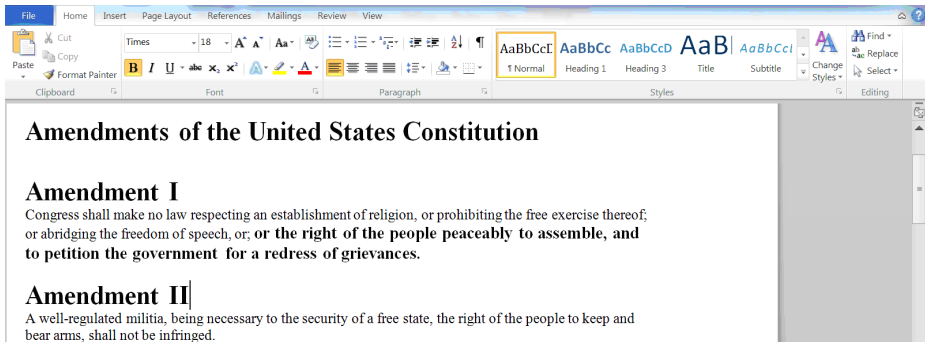 File Home Insert Page Layout References Mailings Review View
Cut
Copy
Format Painter
Paste
Clipboard
Times 18
Font
Paragraph
AaBbCcI AaBbCc AaBbCcD AaB AaBbCcI
¶ Normal Heading 1 Heading 3 Title Subtitle
Change Styles
Styles
Find
Replace
Select
Editing
Amendments of the United States Constitution
Amendment I
Congress shall make no law respecting an establishment of religion, or prohibiting the free exercise thereof;
or abridging the freedom of speech, or; or the right of the people peaceably to assemble, and
to petition the government for a redress of grievances.
Amendment II
A well-regulated militia, being necessary to the security of a free state, the right of the people to keep and
bear arms, shall not be infringed.